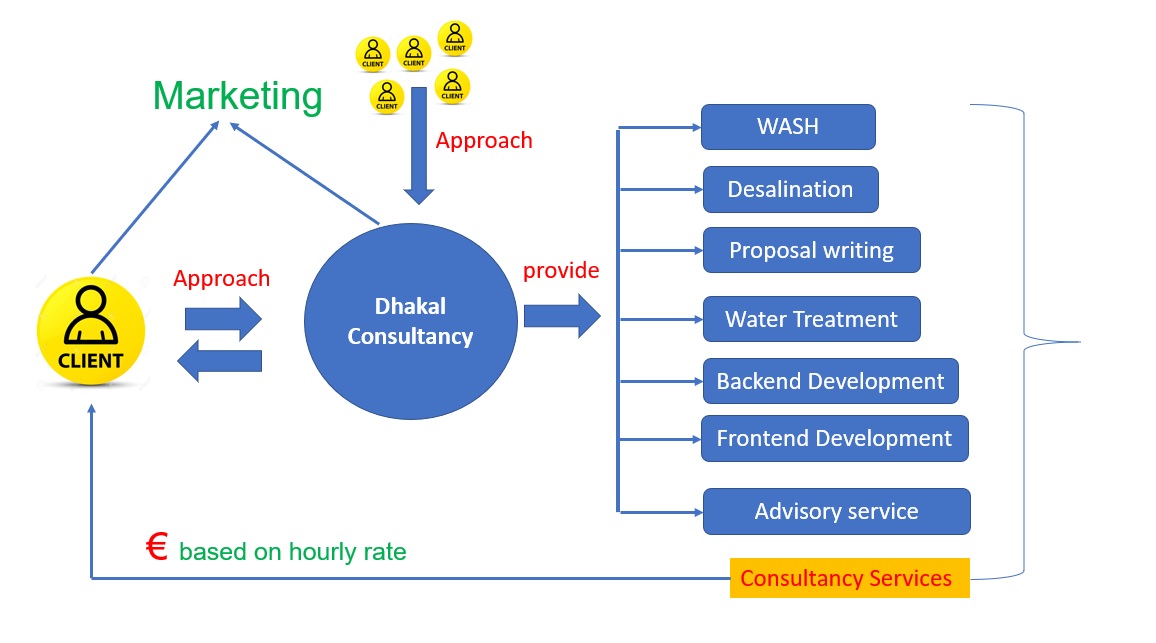 CLIENT
CLIENT
CLIENT
CLIENT
CLIENT
Marketing
Approach
WASH
Desalination
Proposal writing
Water Treatment
Backend Development
Frontend Development
Advisory service
provide
Approach
Dhakal
Consultancy
CLIENT
€ based on hourly rate
Consultancy Services